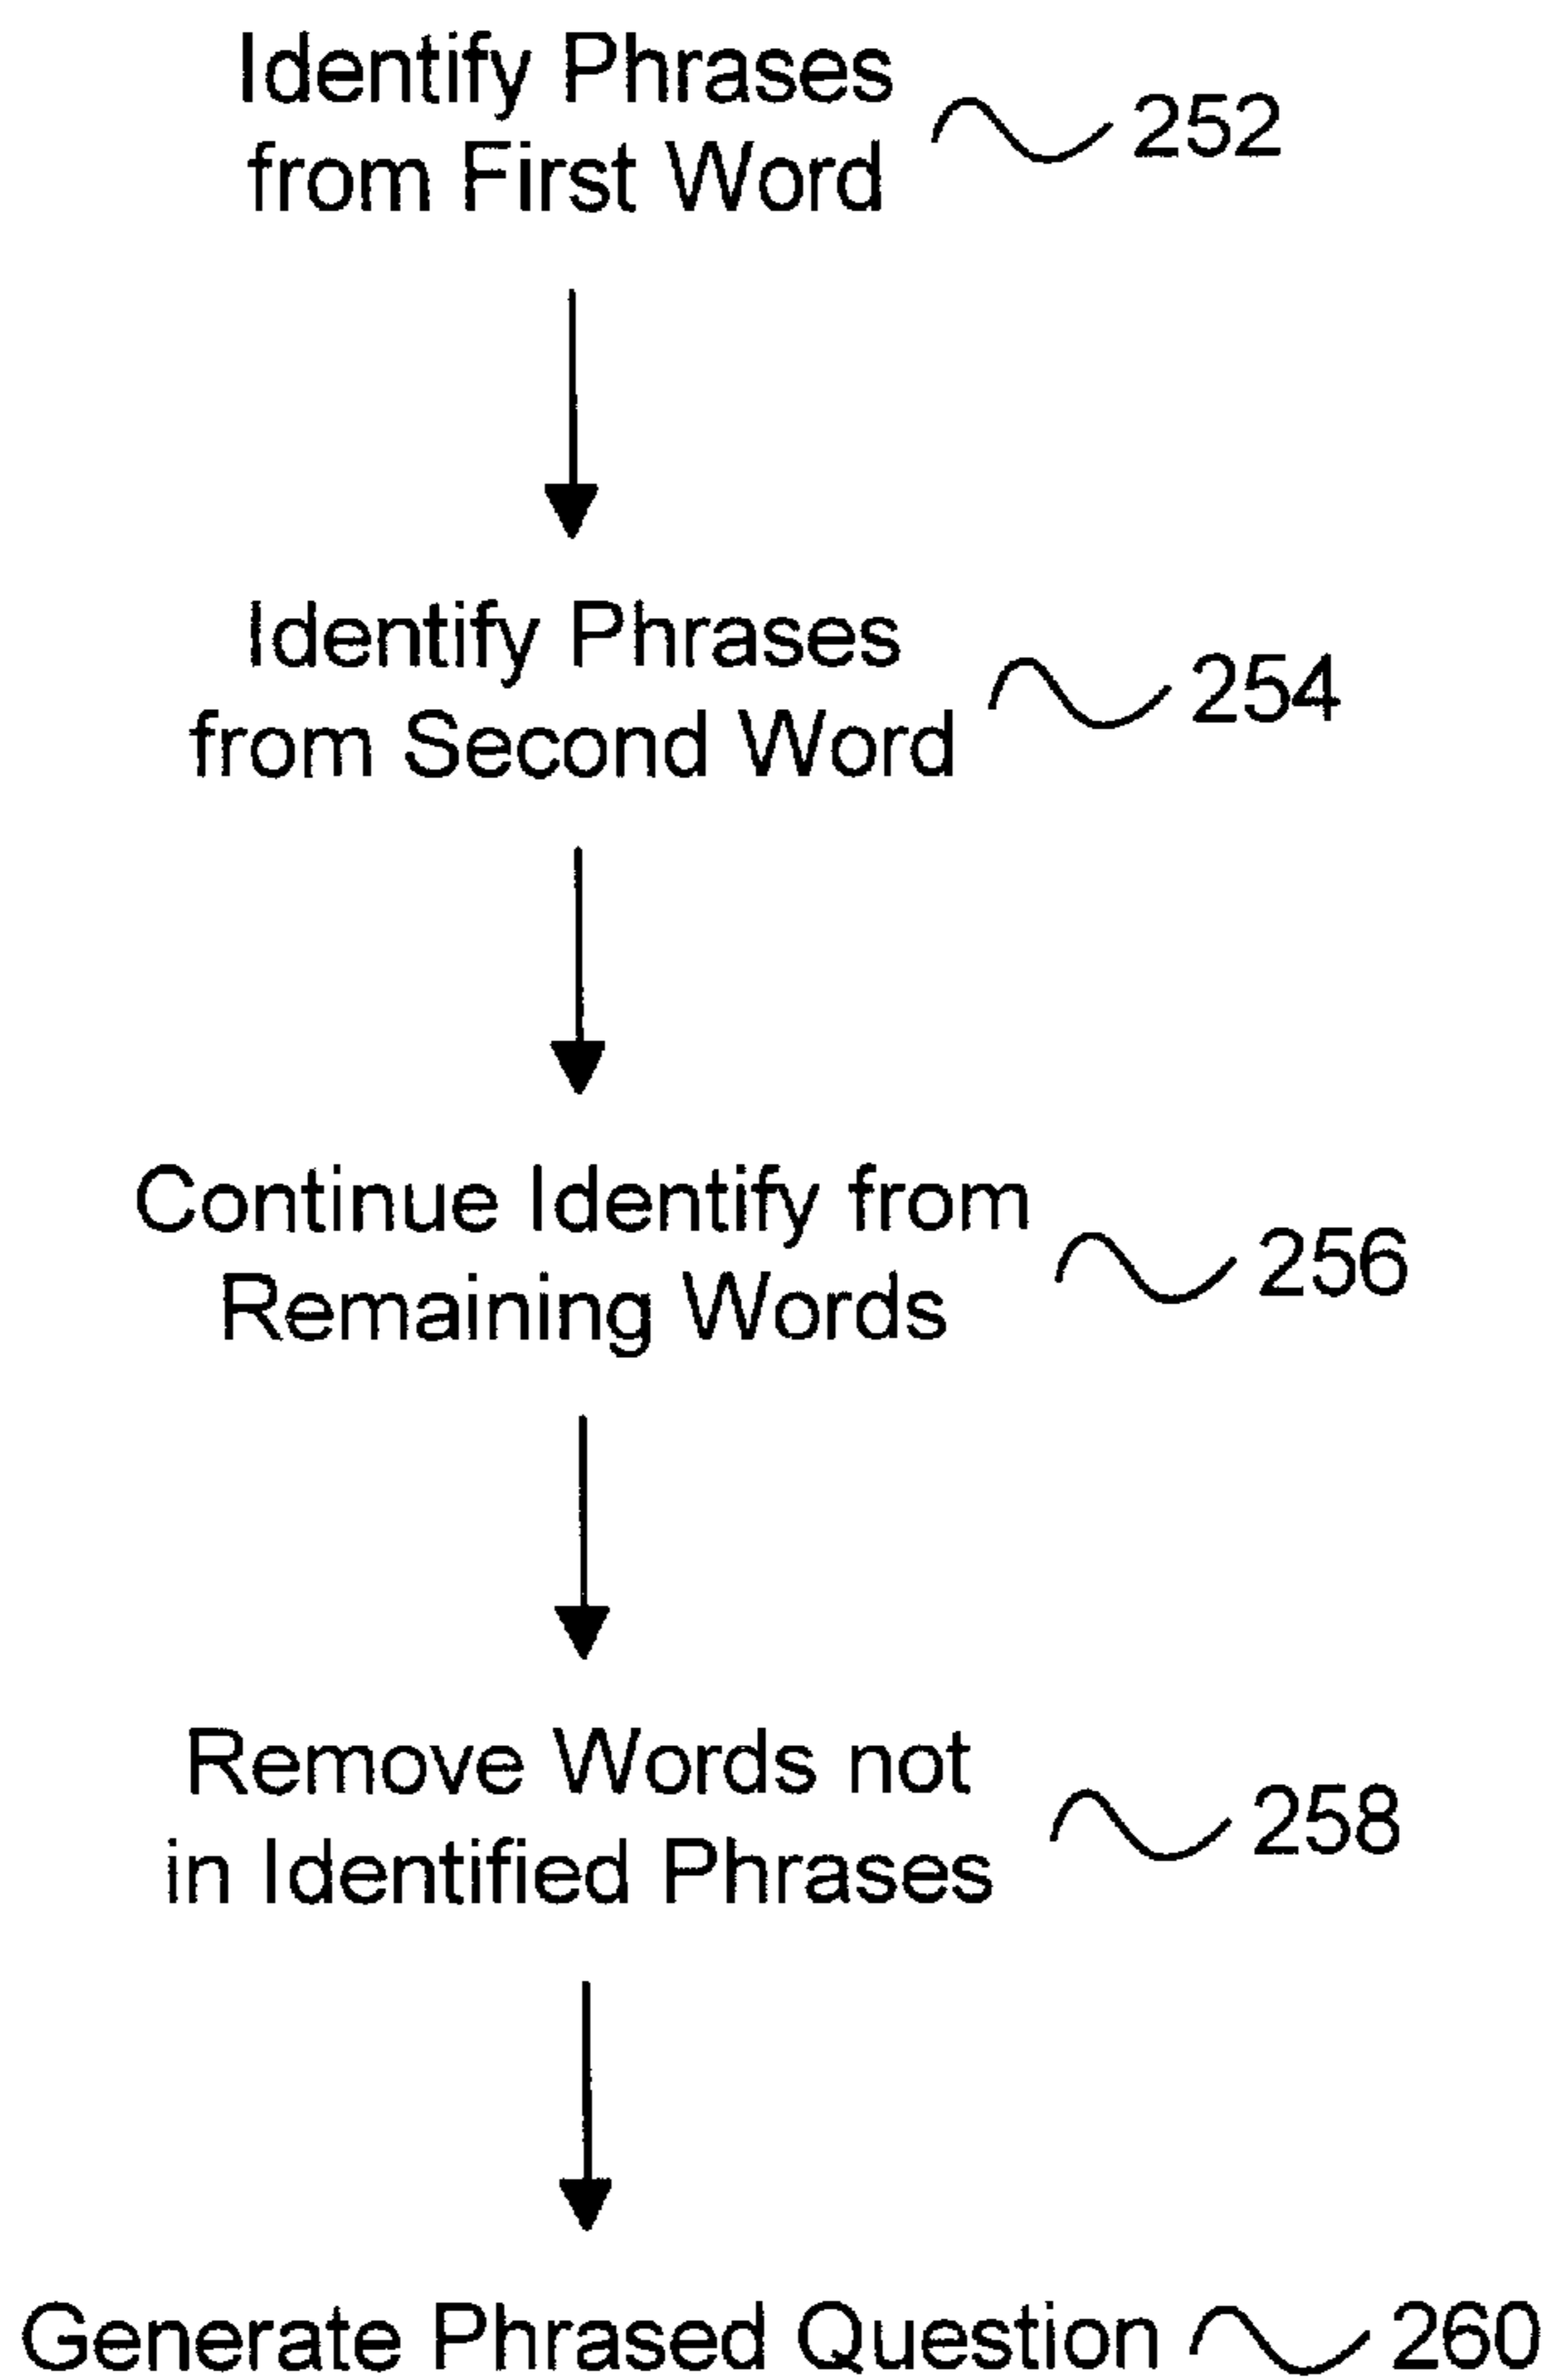 Identify Phrases
from First Word
252
Identify Phrases
from Second Word
254
Continue Identify from
Remaining Words
256
Remove Words not
in Identified Phrases
258
Generate Phrased Question 260